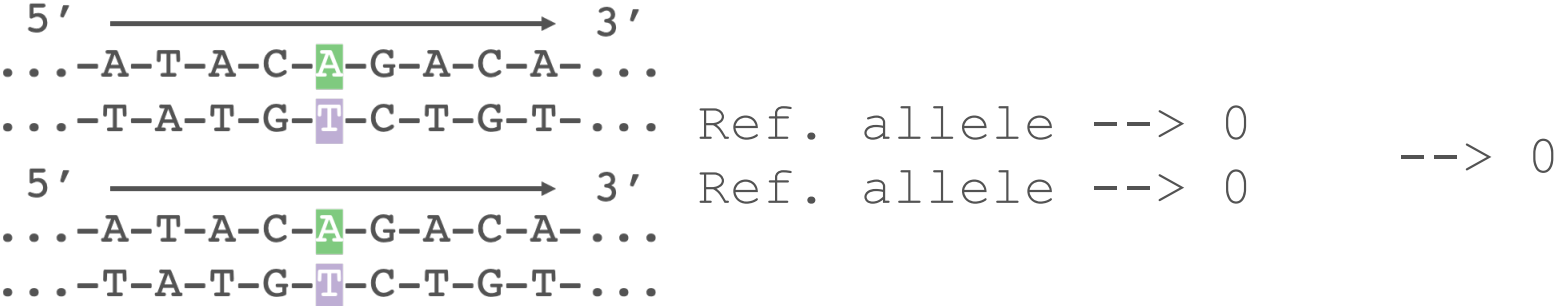 5’ 3’
...-A-T-A-C-A-G-A-C-A-...
...-T-A-T-G-T-C-T-G-T-...
5’ 3’
...-A-T-A-C-A-G-A-C-A-...
...-T-A-T-G-T-C-T-G-T-...
Ref. allele --> 0
Ref. allele --> 0
--> 0